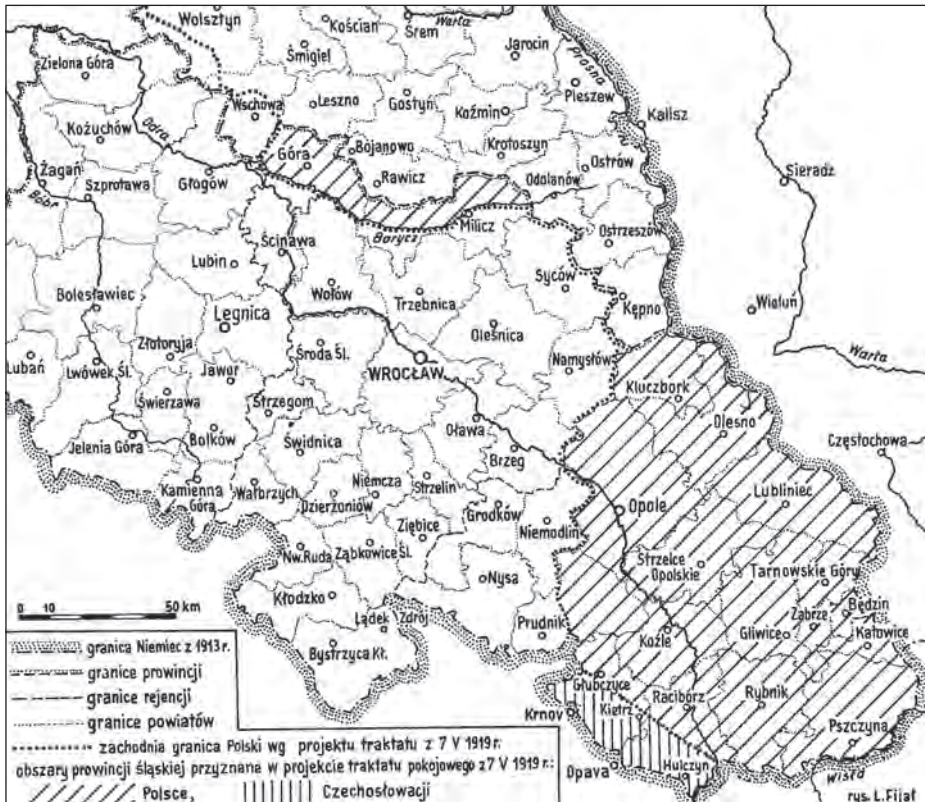 Wolsztyn
Kościan
Śrem
Warta
Jarocin
Prosna
Zielona Góra
Śmigiel
Pleszew
Wschowa
Leszno
Gostyń
Koźmin
Kalisz
Kożuchów
Odra
Góra
Bojanowo
Krotoszyn
Ostrów
Sieradz
Żagań
Szprotawa
Głogów
Rawicz
Odolanów
Bóbr
Milicz
Barycz
Ostrzeszów
Ścinawa
Lubin
Syców
Bolesławiec
Wołów
Trzebnica
Kępno
Wieluń
Legnica
Oleśnica
Złotoryja
Środa Śl.
Namysłów
Warta
Lubań
Lwówek Śl.
Jawor
WROCŁAW
Kluczbork
Świerzawa
Strzegom
Olesno
Bolków
Oława
Jelenia Góra
Świdnica
Brzeg
Częstochowa
Kamienna
Góra
Wałbrzych
Niemcza
Strzelin
Lubliniec
Dzierżoniów
Grodków
Opole
Ziębice
Niemodlin
Nw. Ruda
Ząbkowice Śl.
Strzelce
Opolskie
Tarnowskie Góry
Nysa
Kłodzko
Zabrze
Będzin
Lądek Zdrój
Prudnik
Koźle
Gliwice
Katowice
Bystrzyca Kł.
Głubczyce
Racibórz
Rybnik
Krnov
Kietrz
Pszczyna
Opava
Hulczyn
Wisła
0 10 50 km
granica Niemiec z 1913 r.
granice prowincji
granice rejencji
granice powiatów
zachodnia granica Polski wg projektu traktatu z 7 V 1919 r.
obszary prowincji śląskiej przyznana w projekcie traktatu pokojowego z 7 V 1919 r.:
Polsce, Czechosłowacji
rys. L. Fijał